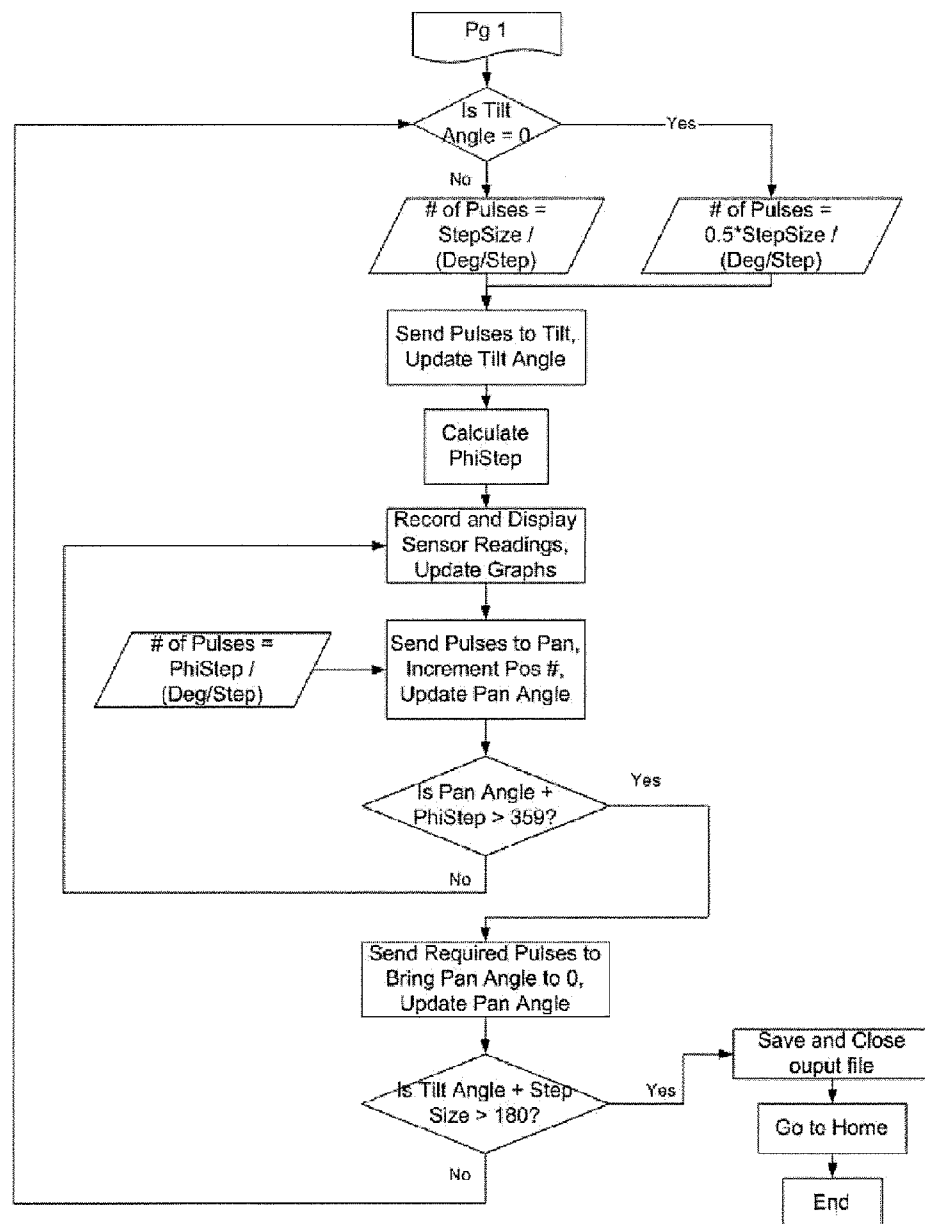 Pg 1
Is Tilt
Angle = 0
Yes
No
# of Pulses =
StepSize /
(Deg/Step)
# of Pulses =
0.5*StepSize /
(Deg/Step)
Send Pulses to Tilt,
Update Tilt Angle
Calculate
PhiStep
Record and Display
Sensor Readings,
Update Graphs
# of Pulses =
PhiStep /
(Deg/Step)
Send Pulses to Pan,
Increment Pos #,
Update Pan Angle
Is Pan Angle +
PhiStep > 359?
Yes
No
Send Required Pulses to
Bring Pan Angle to 0,
Update Pan Angle
Is Tilt Angle + Step
Size > 180?
Yes
No
Save and Close
ouput file
Go to Home
End